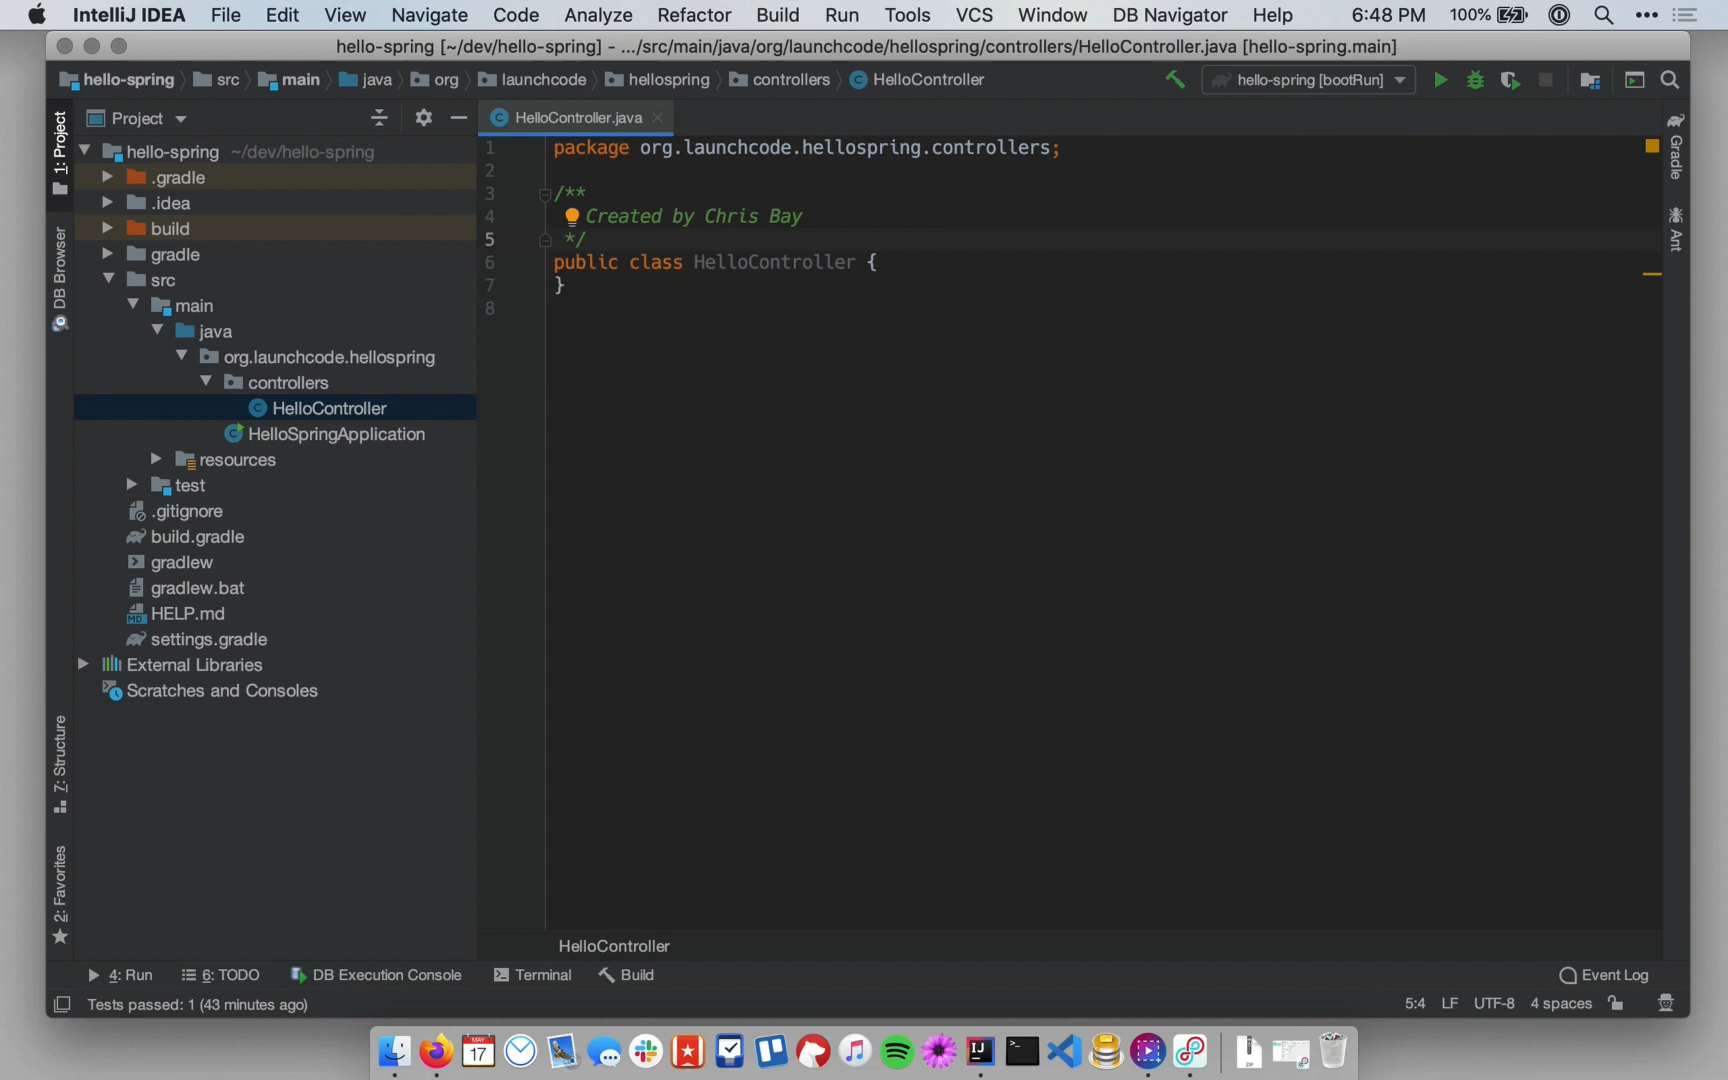 IntelliJ IDEA File Edit View Navigate Code Analyze Refactor Build Run Tools VCS Window DB Navigator Help 6:48 PM 100%
hello-spring [~/dev/hello-spring] - .../src/main/java/org/launchcode/hellospring/controllers/HelloController.java [hello-spring.main]
hello-spring src main java org launchcode hellospring controllers HelloController hello-spring [bootRun]
Project
HelloController.java
1: Project
DB Browser
7: Structure
2: Favorites
hello-spring ~/dev/hello-spring
.gradle
.idea
build
gradle
src
main
java
org.launchcode.hellospring
controllers
HelloController
HelloSpringApplication
resources
test
.gitignore
build.gradle
gradlew
gradlew.bat
HELP.md
settings.gradle
External Libraries
Scratches and Consoles
1 package org.launchcode.hellospring.controllers;
2
3 /**
4 Created by Chris Bay
5 */
6 public class HelloController {
7 }
8
Gradle
Ant
HelloController
4: Run 6: TODO DB Execution Console Terminal Build Event Log
Tests passed: 1 (43 minutes ago) 5:4 LF UTF-8 4 spaces
MAY
17
IJ
ZIP